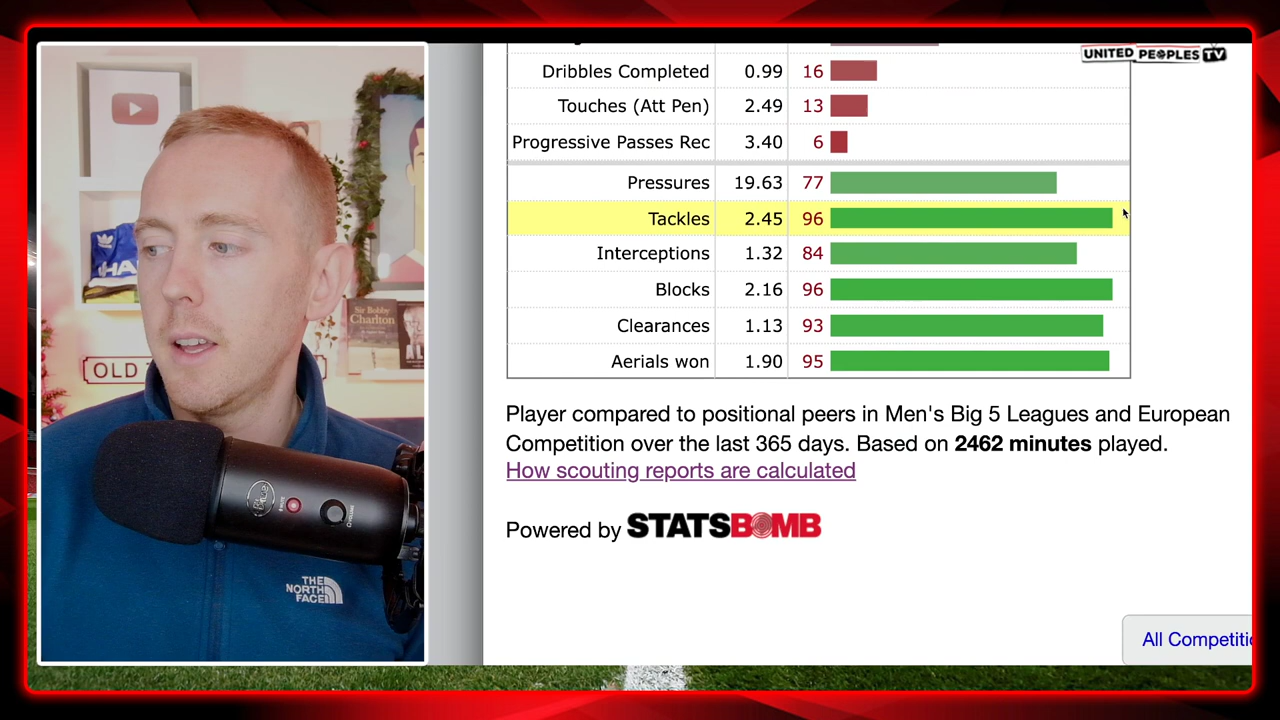 UNITED PEOPLES TV
Dribbles Completed 0.99 16
Touches (Att Pen) 2.49 13
Progressive Passes Rec 3.40 6
Pressures 19.63 77
Tackles 2.45 96
Interceptions 1.32 84
Blocks 2.16 96
Clearances 1.13 93
Aerials won 1.90 95
Player compared to positional peers in Men's Big 5 Leagues and European
Competition over the last 365 days. Based on 2462 minutes played.
How scouting reports are calculated
Powered by STATSBOMB
All Competiti
HA
Sir Bobby
Charlton
OLD
THE
NORTH
FACE